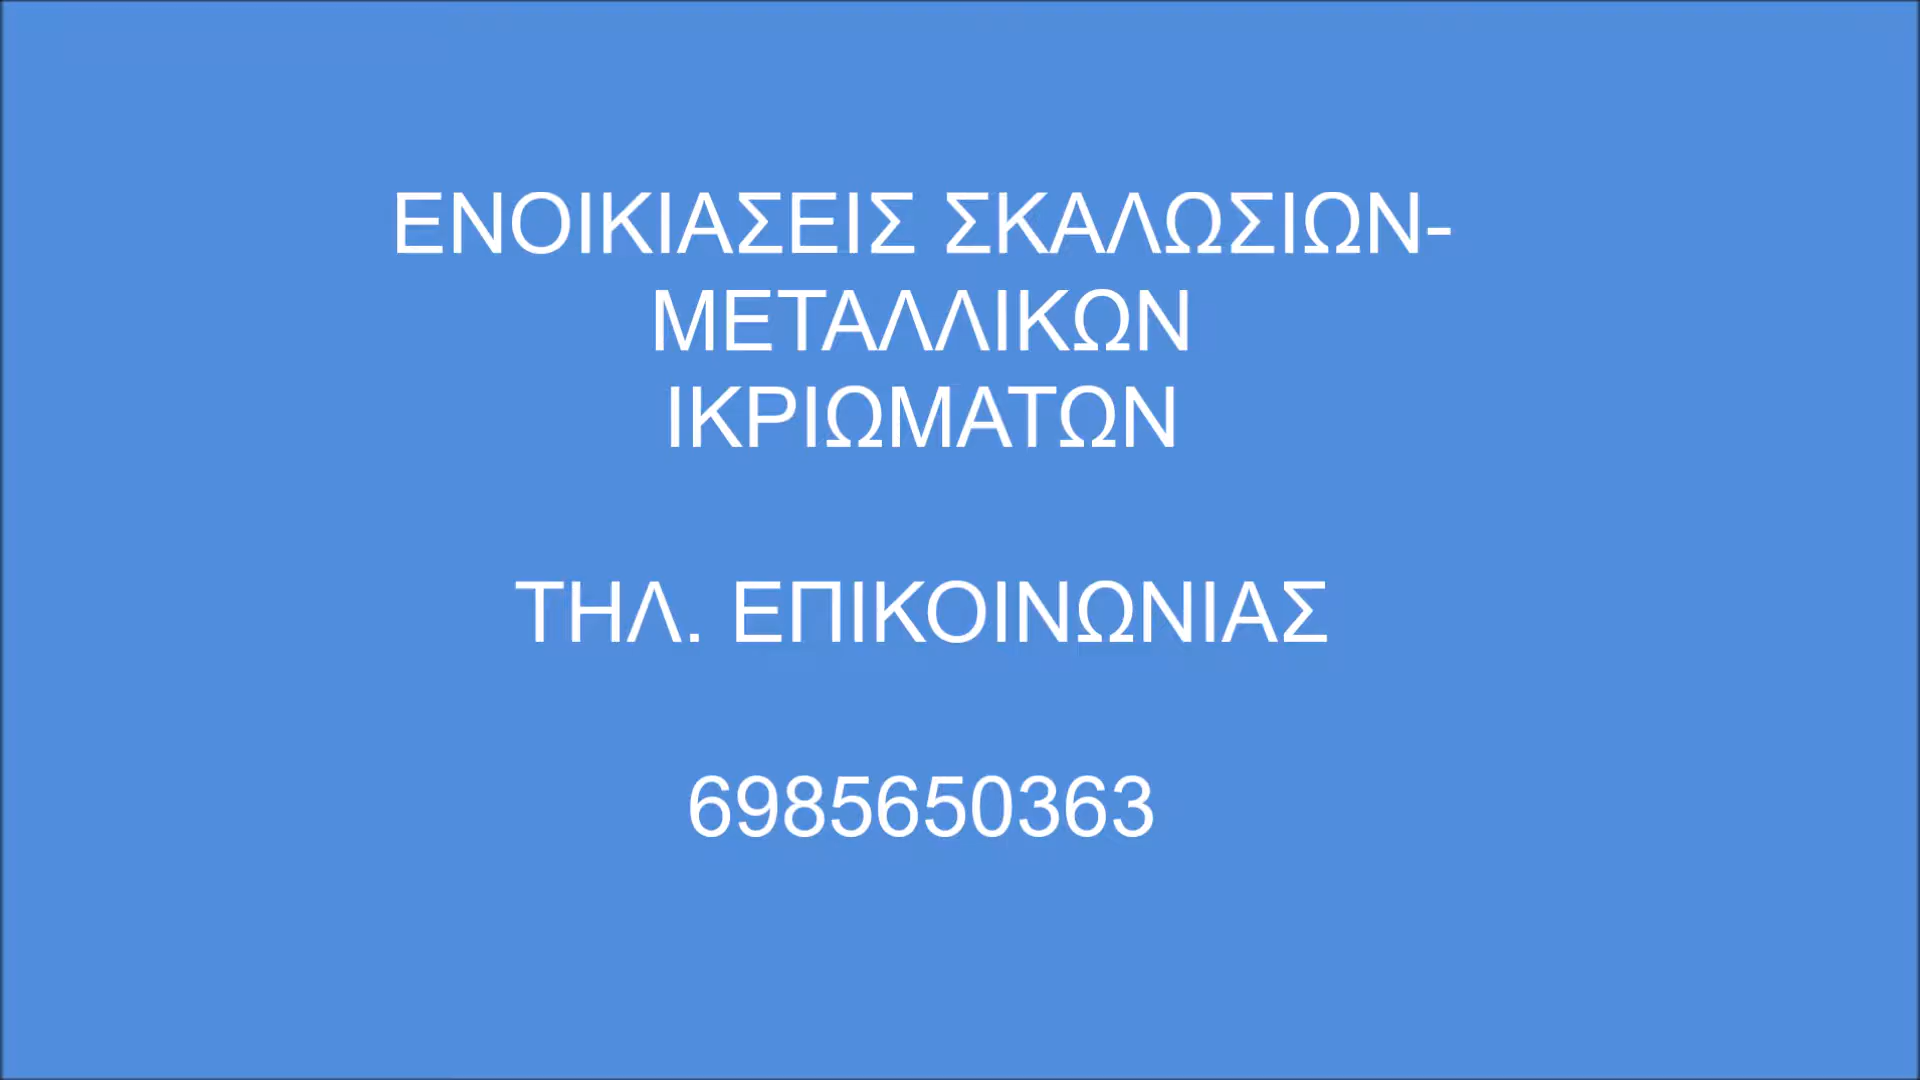 ΕΝΟΙΚΙΑΣΕΙΣ ΣΚΑΛΩΣΙΩΝ-
ΜΕΤΑΛΛΙΚΩΝ
ΙΚΡΙΩΜΑΤΩΝ
ΤΗΛ. ΕΠΙΚΟΙΝΩΝΙΑΣ
6985650363